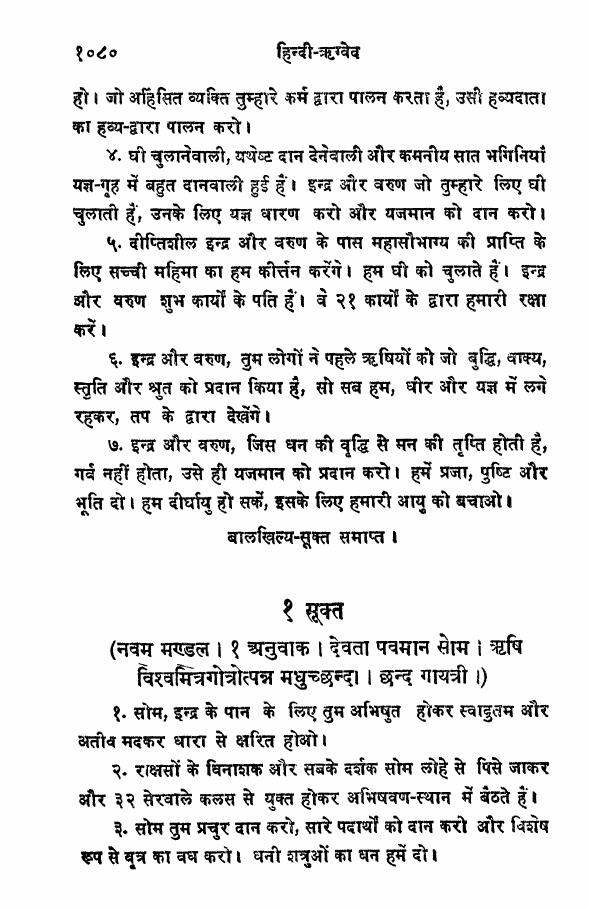 १०८० हिन्दी-ऋग्वेद
हो। जो अहिंसित व्यक्ति तुम्हारे कर्म द्वारा पालन करता है, उसी हव्यदाता
का हव्य-द्वारा पालन करो।
४. घी चुलानेवाली, यथेष्ट दान देनेवाली और कमनीय सात भगिनियां
यज्ञ-गृह में बहुत दानवाली हुई हैं। इन्द्र और वरुण जो तुम्हारे लिए घी
चुलाती हैं, उनके लिए यज्ञ धारण करो और यजमान को दान करो।
५. दीप्तिशील इन्द्र और वरुण के पास महासौभाग्य की प्राप्ति के
लिए सच्ची महिमा का हम कीर्त्तन करेंगे। हम घी को चुलाते हैं। इन्द्र
और वरुण शुभ कार्यों के पति हैं। वे २१ कार्यों के द्वारा हमारी रक्षा
करें।
६. इन्द्र और वरुण, तुम लोगों ने पहले ऋषियों को जो बुद्धि, वाक्य,
स्तृति और श्रुत को प्रदान किया है, सो सब हम, धीर और यज्ञ में लगे
रहकर, तप के द्वारा देखेंगे।
७. इन्द्र और वरुण, जिस धन की वृद्धि से मन की तृप्ति होती है,
गर्व नहीं होता, उसे ही यजमान को प्रदान करो। हमें प्रजा, पुष्टि और
भूति दो। हम दीर्घायु हो सकें, इसके लिए हमारी आयु को बचाओ।
बालखिल्य-सूक्त समाप्त।
१ सूक्त
(नवम मण्डल। १ अनुवाक। देवता पवमान सोम। ऋषि
विश्वमित्रगोत्रोत्पन्न मधुच्छन्दा। छन्द गायत्री।)
१. सोम, इन्द्र के पान के लिए तुम अभिषुत होकर स्वादुतम और
अतीव मदकर धारा से क्षरित होओ।
२. राक्षसों के विनाशक और सबके दर्शक सोम लोहे से पिसे जाकर
और ३२ सेरवाले कलस से युक्त होकर अभिषवण-स्थान में बैठते हैं।
३. सोम तुम प्रचुर दान करो, सारे पदार्थों को दान करो और विशेष
रूप से वृत्र का वध करो। धनी शत्रुओं का धन हमें दो।